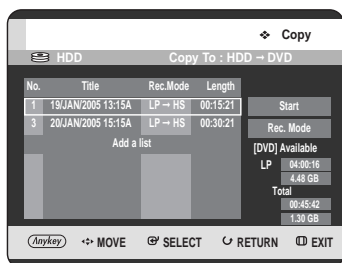 ❖ Copy
HDD Copy To : HDD → DVD
No. Title Rec.Mode Length
1 19/JAN/2005 13:15A LP → HS 00:15:21
3 20/JAN/2005 15:15A LP → HS 00:30:21
Add a list
Start
Rec. Mode
[DVD] Available
LP 04:00:16
4.48 GB
Total
00:45:42
1.30 GB
Anykey MOVE SELECT RETURN EXIT